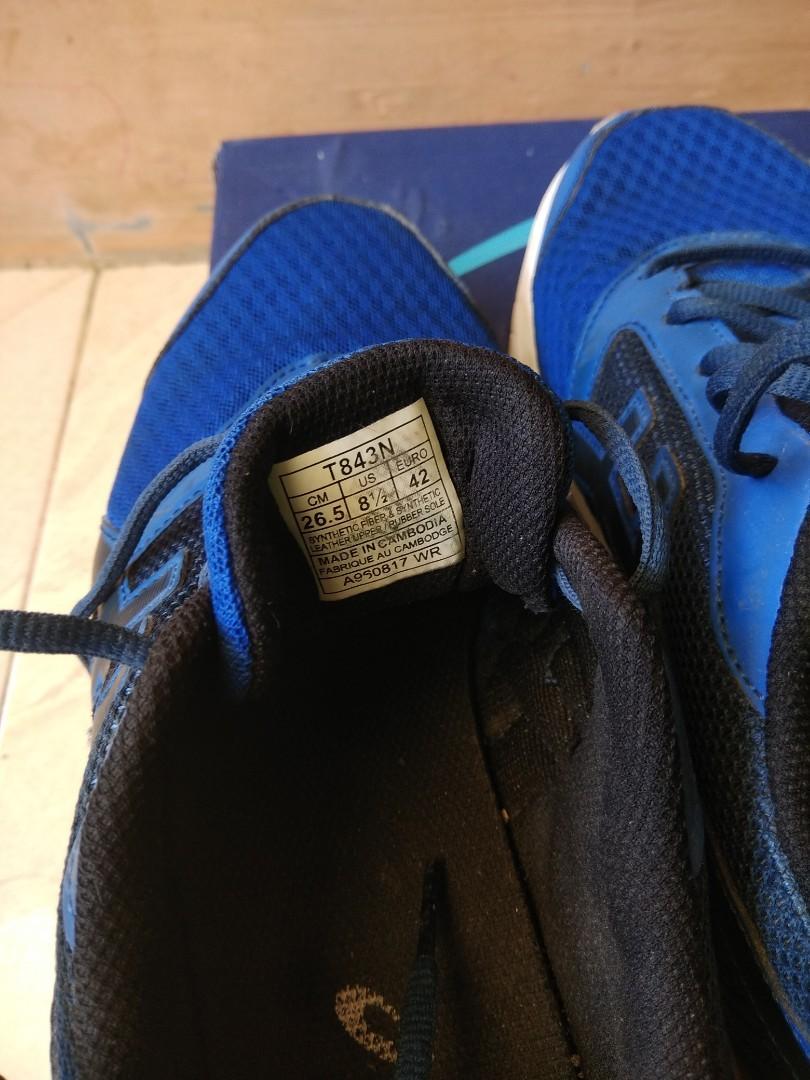 T843N
CM US EURO
26.5 8½ 42
SYNTHETIC FIBER & SYNTHETIC
LEATHER UPPER / RUBBER SOLE
MADE IN CAMBODIA
FABRIQUE AU CAMBODGE
A950817 WR